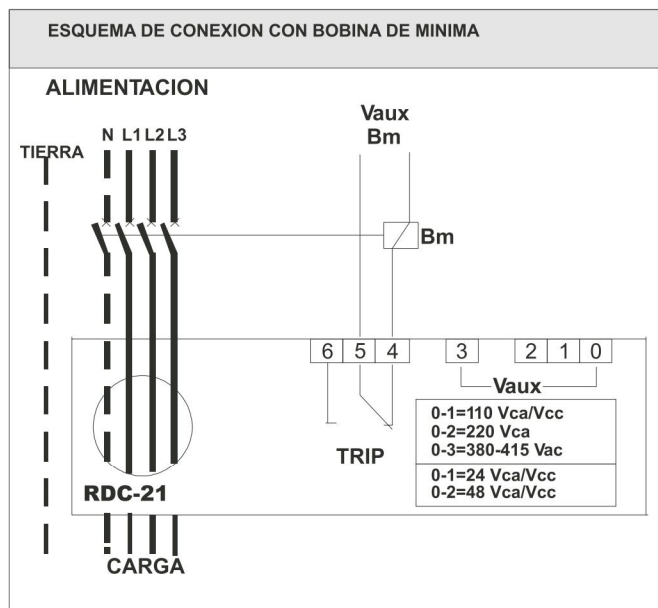 ESQUEMA DE CONEXION CON BOBINA DE MINIMA
ALIMENTACION
Vaux
Bm
N L1 L2 L3
TIERRA
Bm
6 5 4 3 2 1 0
Vaux
0-1=110 Vca/Vcc
0-2=220 Vca
0-3=380-415 Vac
0-1=24 Vca/Vcc
0-2=48 Vca/Vcc
TRIP
RDC-21
CARGA